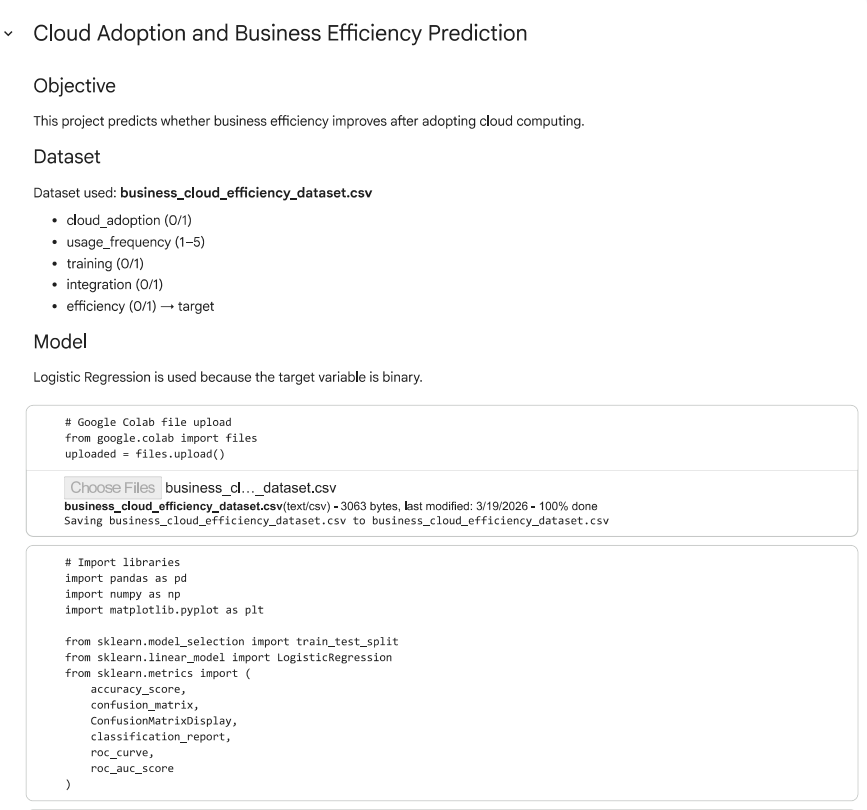 Cloud Adoption and Business Efficiency Prediction
Objective
This project predicts whether business efficiency improves after adopting cloud computing.
Dataset
Dataset used: business_cloud_efficiency_dataset.csv
• cloud_adoption (0/1)
• usage_frequency (1–5)
• training (0/1)
• integration (0/1)
• efficiency (0/1) → target
Model
Logistic Regression is used because the target variable is binary.
# Google Colab file upload
from google.colab import files
uploaded = files.upload()
Choose Files business_cl..._dataset.csv
business_cloud_efficiency_dataset.csv(text/csv) - 3063 bytes, last modified: 3/19/2026 - 100% done
Saving business_cloud_efficiency_dataset.csv to business_cloud_efficiency_dataset.csv
# Import libraries
import pandas as pd
import numpy as np
import matplotlib.pyplot as plt
from sklearn.model_selection import train_test_split
from sklearn.linear_model import LogisticRegression
from sklearn.metrics import (
    accuracy_score,
    confusion_matrix,
    ConfusionMatrixDisplay,
    classification_report,
    roc_curve,
    roc_auc_score
)